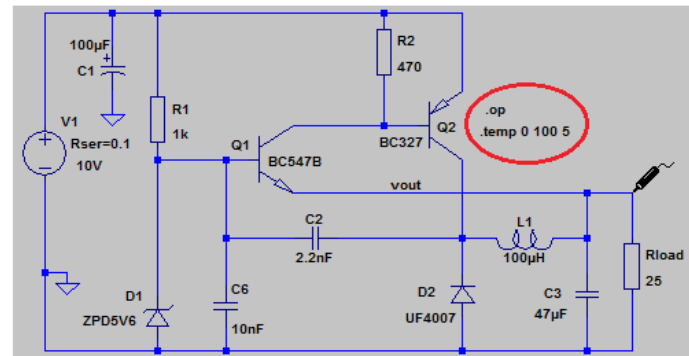 100µF
C1
R2
470
V1
Rser=0.1
10V
R1
1k
Q1
BC547B
Q2
BC327
.op
.temp 0 100 5
vout
C2
2.2nF
L1
100µH
Rload
25
D1
ZPD5V6
C6
10nF
D2
UF4007
C3
47µF